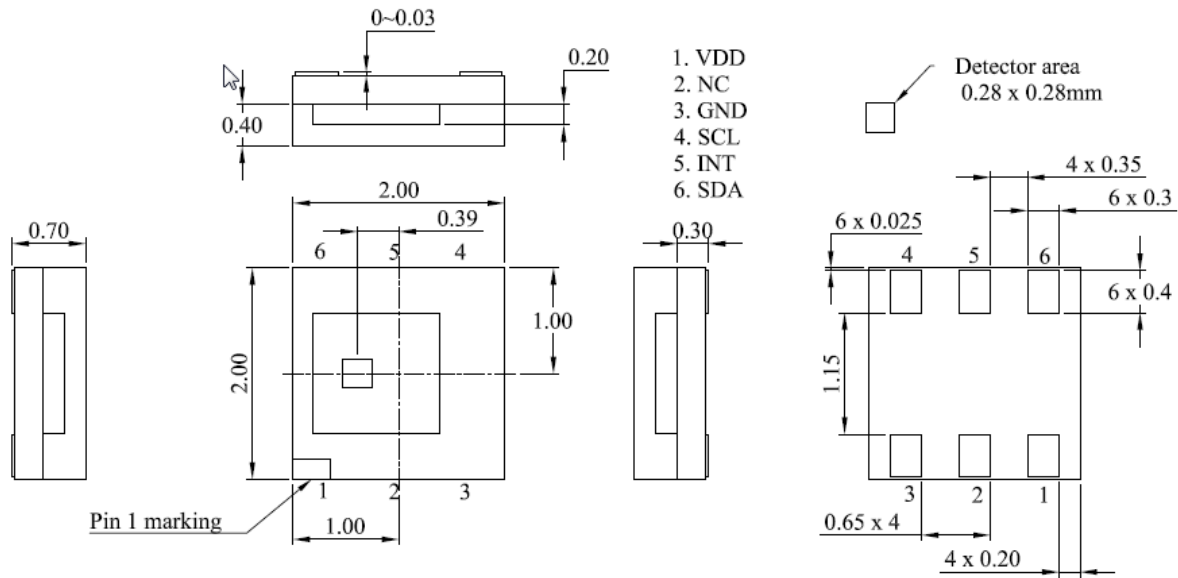 0~0.03
0.20
0.40
1. VDD
2. NC
3. GND
4. SCL
5. INT
6. SDA
Detector area
0.28 x 0.28mm
2.00
0.39
6 5 4
0.70
2.00
1.00
1 2 3
Pin 1 marking
1.00
0.30
4 x 0.35
6 x 0.3
6 x 0.025
4 5 6
6 x 0.4
1.15
3 2 1
0.65 x 4
4 x 0.20